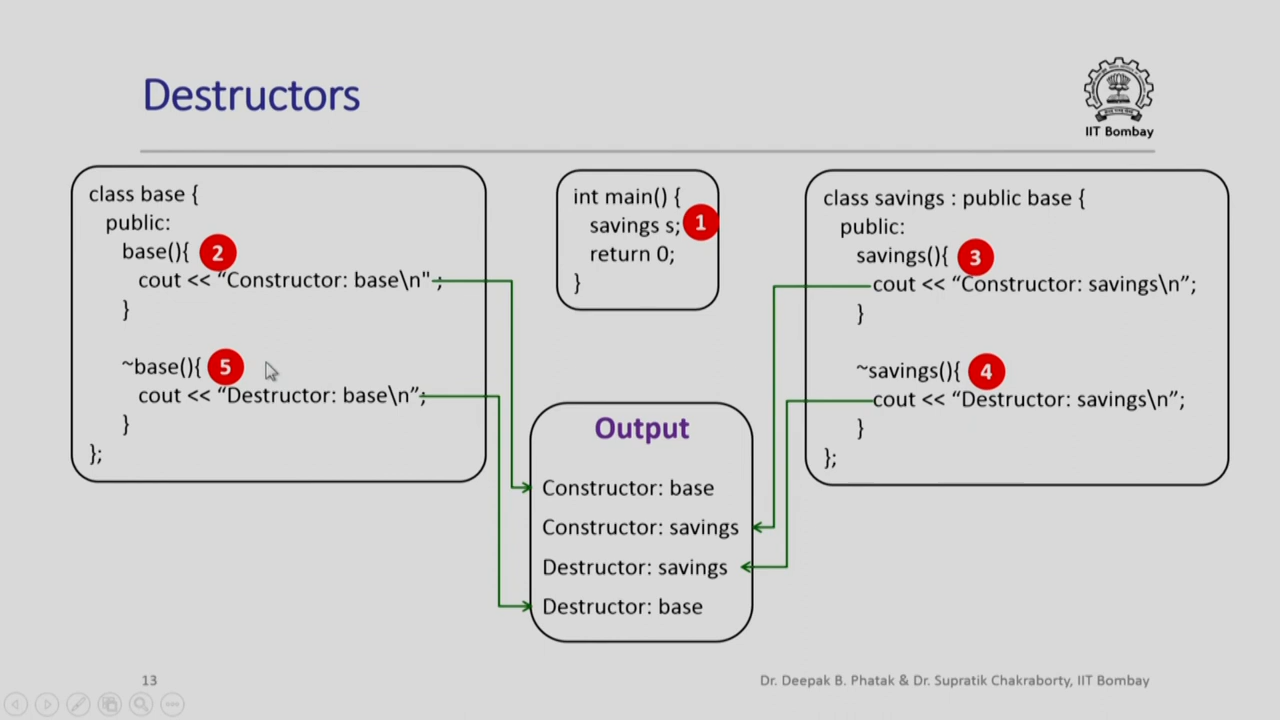 Destructors
IIT Bombay
class base {
public:
base(){ 2
cout << “Constructor: base\n" ;
}
~base(){ 5
cout << “Destructor: base\n”;
}
};
int main() {
savings s; 1
return 0;
}
class savings : public base {
public:
savings(){ 3
cout << “Constructor: savings\n”;
}
~savings(){ 4
cout << “Destructor: savings\n”;
}
};
Output
Constructor: base
Constructor: savings
Destructor: savings
Destructor: base
13
Dr. Deepak B. Phatak & Dr. Supratik Chakraborty, IIT Bombay